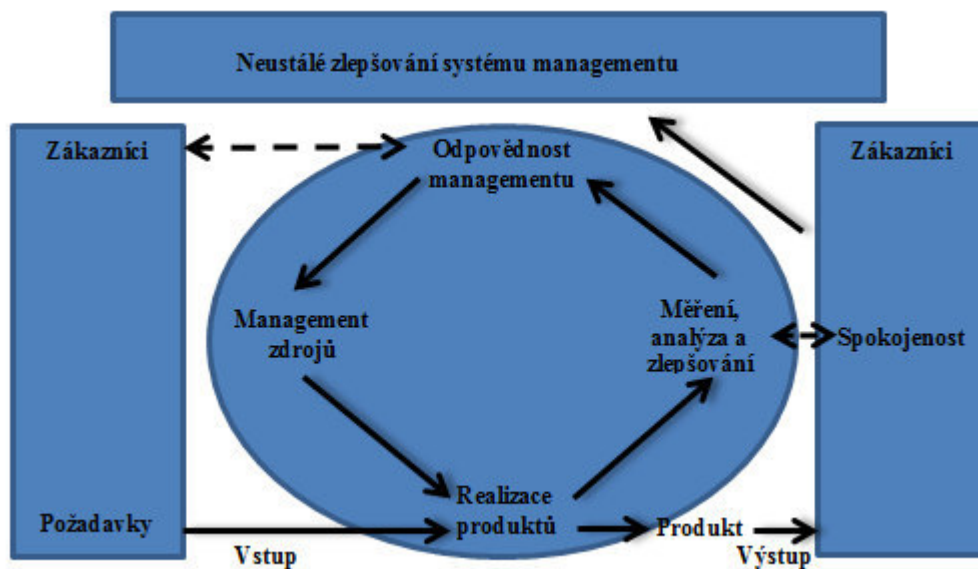 Neustálé zlepšování systému managementu
Zákazníci
Odpovědnost
managementu
Zákazníci
Management
zdrojů
Měření,
analýza a
zlepšování
Spokojenost
Požadavky
Vstup
Realizace
produktů
Produkt
Výstup